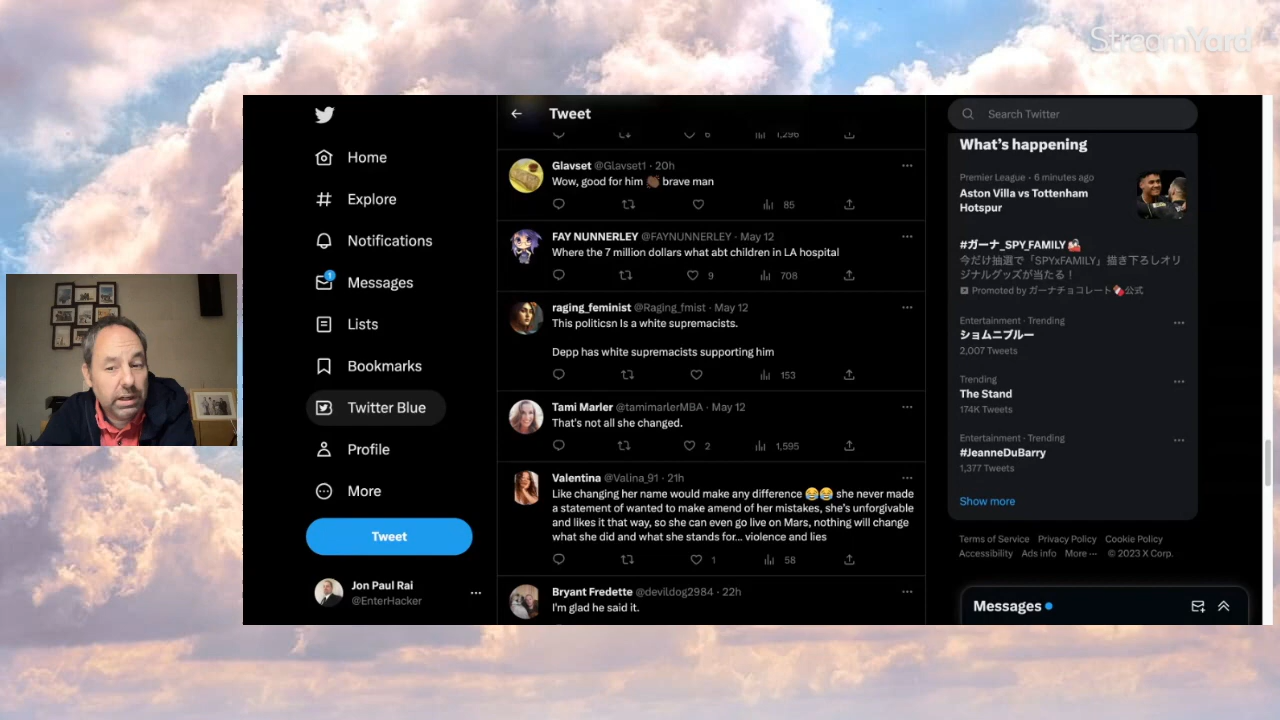 StreamYard
Home
Explore
Notifications
1
Messages
Lists
Bookmarks
Twitter Blue
Profile
More
Tweet
Jon Paul Rai
@EnterHacker
Tweet
6
1,296
Glavset @Glavset1 · 20h
Wow, good for him 👏🏾 brave man
85
FAY NUNNERLEY @FAYNUNNERLEY · May 12
Where the 7 million dollars what abt children in LA hospital
9
708
raging_feminist @Raging_fmist · May 12
This politicsn Is a white supremacists.
Depp has white supremacists supporting him
153
Tami Marler @tamimarlerMBA · May 12
That's not all she changed.
2
1,595
Valentina @Valina_91 · 21h
Like changing her name would make any difference 😂😂 she never made
a statement of wanted to make amend of her mistakes, she's unforgivable
and likes it that way, so she can even go live on Mars, nothing will change
what she did and what she stands for... violence and lies
1
58
Bryant Fredette @devildog2984 · 22h
I'm glad he said it.
Search Twitter
What's happening
Premier League · 6 minutes ago
Aston Villa vs Tottenham
Hotspur
#ガーナ_SPY_FAMILY
今だけ抽選で「SPYxFAMILY」描き下ろしオリ
ジナルグッズが当たる！
Promoted by ガーナチョコレート🍫公式
Entertainment · Trending
ショムニブルー
2,007 Tweets
Trending
The Stand
174K Tweets
Entertainment · Trending
#JeanneDuBarry
1,377 Tweets
Show more
Terms of Service Privacy Policy Cookie Policy
Accessibility Ads info More ··· © 2023 X Corp.
Messages